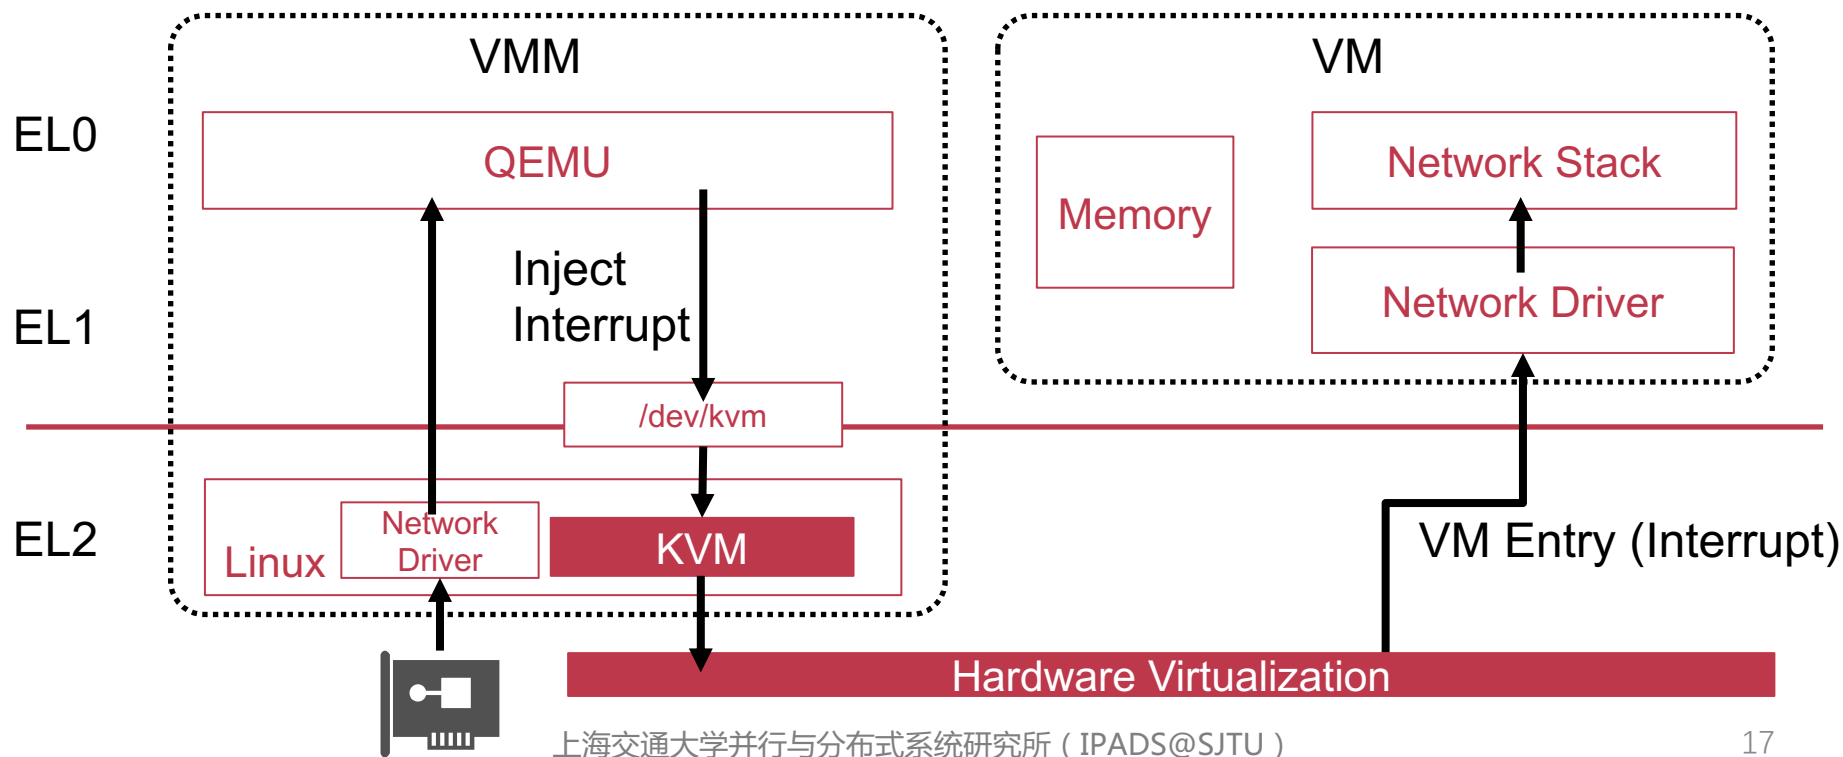 VMM
VM
EL0
QEMU
Network Stack
Memory
Inject
Interrupt
EL1
Network Driver
/dev/kvm
EL2
Linux
Network
Driver
KVM
VM Entry (Interrupt)
Hardware Virtualization
上海交通大学并行与分布式系统研究所（IPADS@SJTU）
17